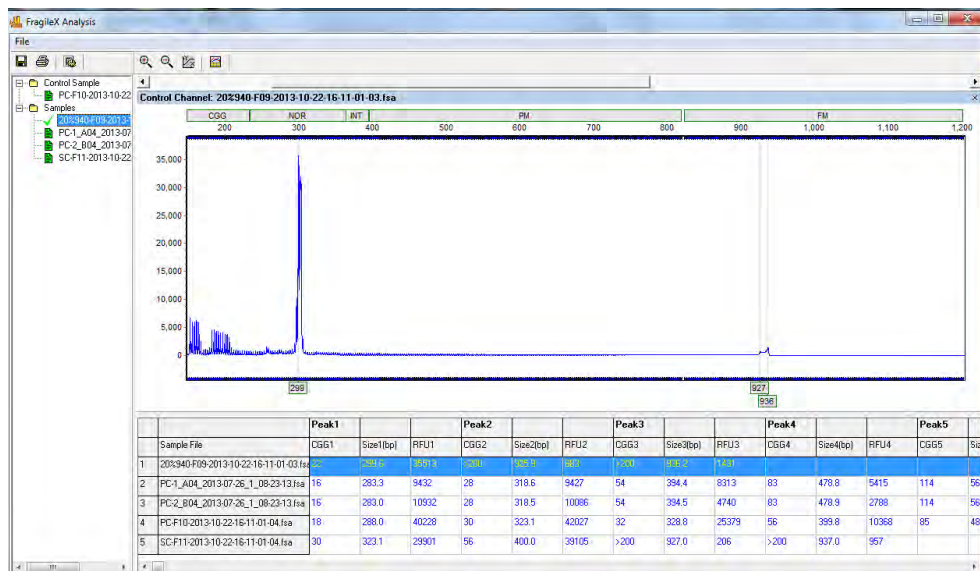 FragileX Analysis
File
Control Sample
PC-F10-2013-10-22
Samples
20%940-F09-2013-
PC-1_A04_2013-07
PC-2_B04_2013-07
SC-F11-2013-10-22
Control Channel: 20%940-F09-2013-10-22-16-11-01-03.fsa
CGG NOR INT PM FM
200 300 400 500 600 700 800 900 1,000 1,100 1,200
35,000
30,000
25,000
20,000
15,000
10,000
5,000
0
299 927
936
Peak1 Peak2 Peak3 Peak4 Peak5
Sample File CGG1 Size1(bp) RFU1 CGG2 Size2(bp) RFU2 CGG3 Size3(bp) RFU3 CGG4 Size4(bp) RFU4 CGG5 Siz
1 20%940-F09-2013-10-22-16-11-01-03.fsa 22 299.6 35513 >200 925.9 683 >200 936.2 1431
2 PC-1_A04_2013-07-26_1_08-23-13.fsa 16 283.3 9432 28 318.6 9427 54 394.4 8313 83 478.8 5415 114 56
3 PC-2_B04_2013-07-26_1_08-23-13.fsa 16 283.0 10932 28 318.5 10086 54 394.5 4740 83 478.9 2788 114 56
4 PC-F10-2013-10-22-16-11-01-04.fsa 18 288.0 40228 30 323.1 42027 32 328.8 25379 56 399.8 10368 85 48
5 SC-F11-2013-10-22-16-11-01-04.fsa 30 323.1 29901 56 400.0 39105 >200 927.0 206 >200 937.0 957